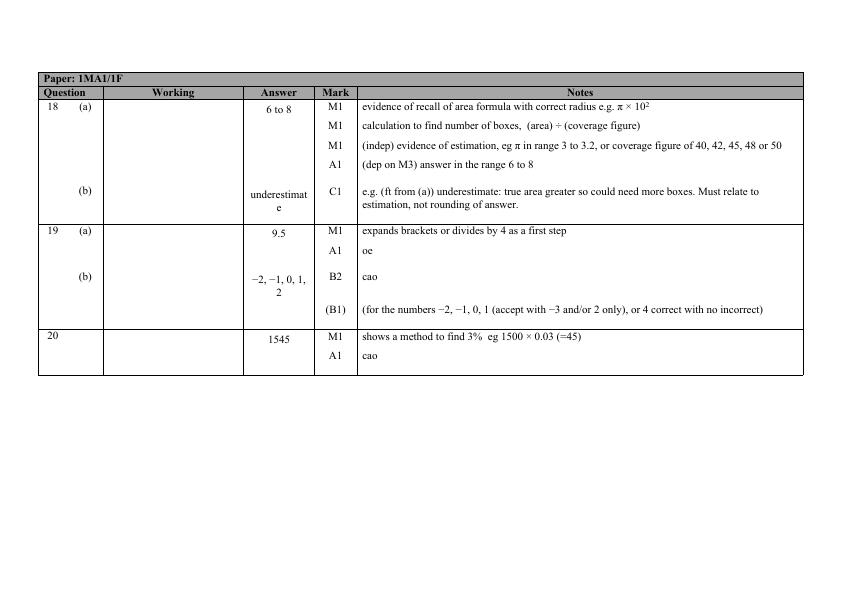 Paper: 1MA1/1F
Question Working Answer Mark Notes
18 (a) 6 to 8 M1 evidence of recall of area formula with correct radius e.g. π × 10²
M1 calculation to find number of boxes, (area) ÷ (coverage figure)
M1 (indep) evidence of estimation, eg π in range 3 to 3.2, or coverage figure of 40, 42, 45, 48 or 50
A1 (dep on M3) answer in the range 6 to 8
(b) underestimat C1 e.g. (ft from (a)) underestimate: true area greater so could need more boxes. Must relate to
e estimation, not rounding of answer.
19 (a) 9.5 M1 expands brackets or divides by 4 as a first step
A1 oe
(b) −2, −1, 0, 1, B2 cao
2
(B1) (for the numbers −2, −1, 0, 1 (accept with −3 and/or 2 only), or 4 correct with no incorrect)
20 1545 M1 shows a method to find 3% eg 1500 × 0.03 (=45)
A1 cao